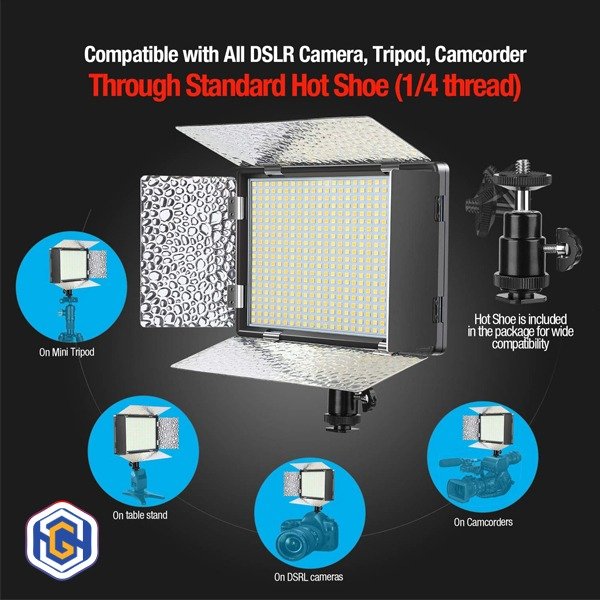 Compatible with All DSLR Camera, Tripod, Camcorder
Through Standard Hot Shoe (1/4 thread)
Hot Shoe is included
in the package for wide
compatibility
On Mini Tripod
On table stand
On DSRL cameras
On Camcorders
HGH